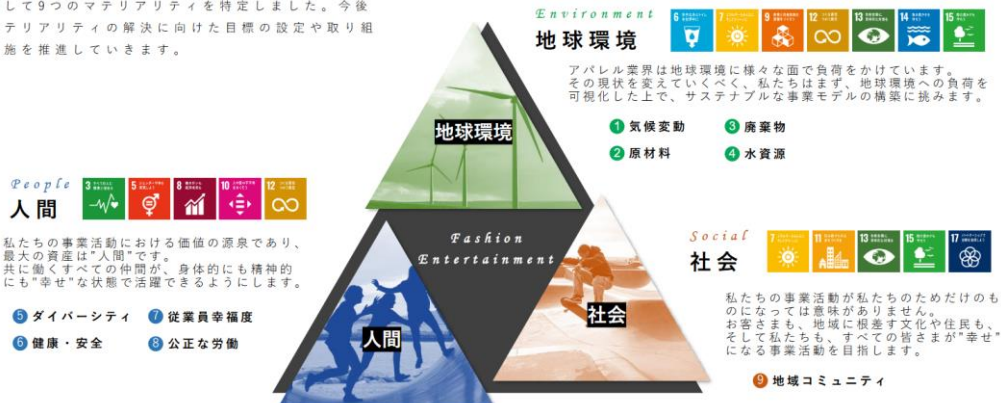 して9つのマテリアリティを特定しました。今後
テリアリティの解決に向けた目標の設定や取り組
施を推進していきます。
Environment
地球環境
6 7 9 12 13 14 15
アパレル業界は地球環境に様々な面で負荷をかけています。
その現状を変えていくべく、私たちはまず、地球環境への負荷を
可視化した上で、サステナブルな事業モデルの構築に挑みます。
1 気候変動
3 廃棄物
2 原材料
4 水資源
地球環境
People
人間
3 5 8 10 12
私たちの事業活動における価値の源泉であり、
最大の資産は"人間"です。
共に働くすべての仲間が、身体的にも精神的
にも"幸せ"な状態で活躍できるようにします。
5 ダイバーシティ
7 従業員幸福度
6 健康・安全
8 公正な労働
Fashion
Entertainment
人間
社会
Social
社会
7 11 13 15 17
私たちの事業活動が私たちのためだけのも
のになっては意味がありません。
お客さまも、地域に根差す文化や住民も、
そして私たちも、すべての皆さまが"幸せ"
になる事業活動を目指します。
9 地域コミュニティ